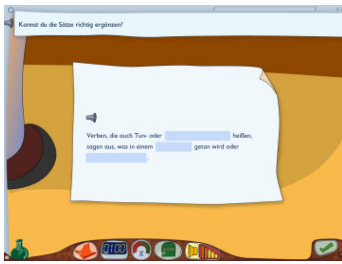 Kannst du die Sätze richtig ergänzen?
Verben, die auch Tun- oder heißen,
sagen aus, was in einem getan wird oder
.